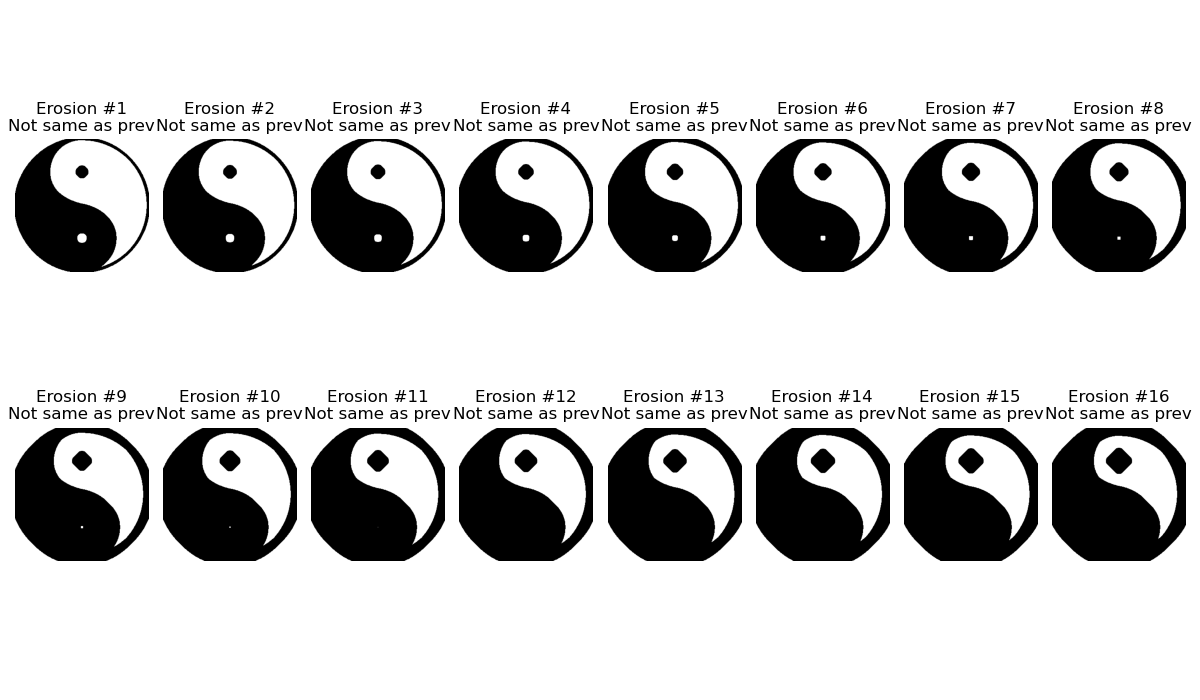 Erosion #1 Erosion #2 Erosion #3 Erosion #4 Erosion #5 Erosion #6 Erosion #7 Erosion #8
Not same as prev Not same as prev Not same as prev Not same as prev Not same as prev Not same as prev Not same as prev Not same as prev
Erosion #9 Erosion #10 Erosion #11 Erosion #12 Erosion #13 Erosion #14 Erosion #15 Erosion #16
Not same as prev Not same as prev Not same as prev Not same as prev Not same as prev Not same as prev Not same as prev Not same as prev